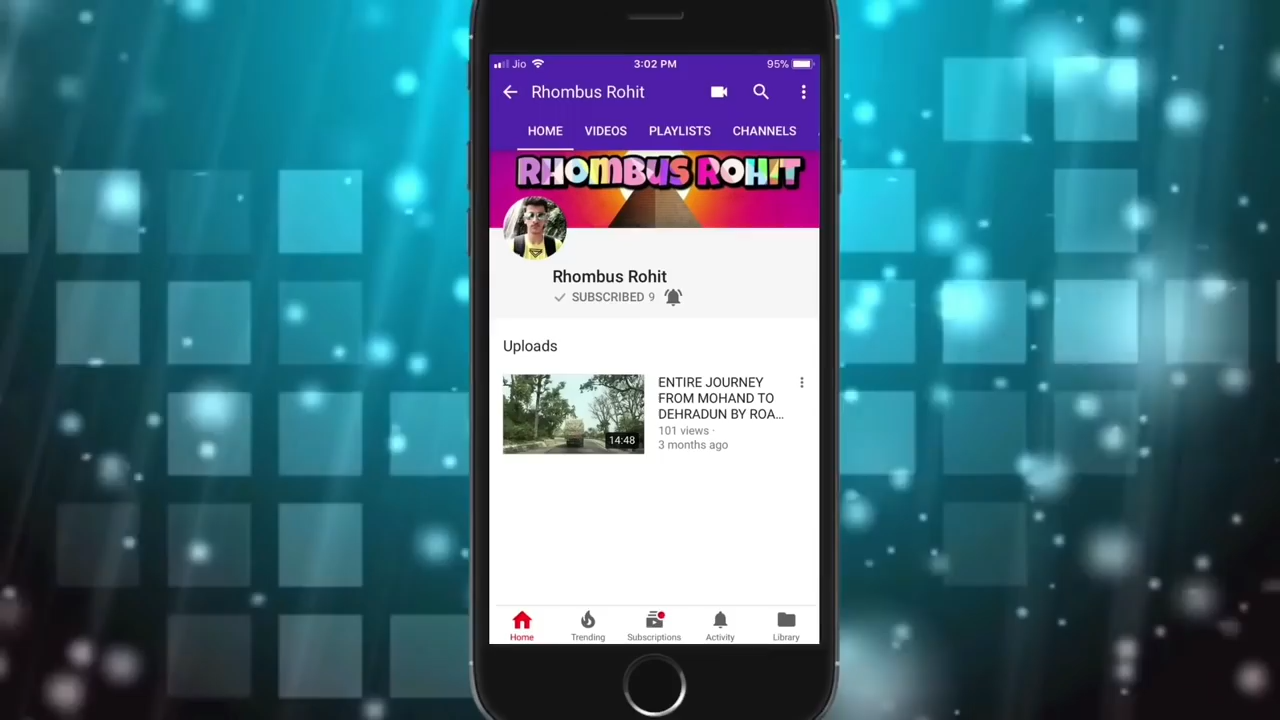 Jio 3:02 PM 95%
Rhombus Rohit
HOME VIDEOS PLAYLISTS CHANNELS
RHOMBUS ROHIT
Rhombus Rohit
SUBSCRIBED 9
Uploads
ENTIRE JOURNEY
FROM MOHAND TO
DEHRADUN BY ROA...
14:48
101 views ·
3 months ago
Home Trending Subscriptions Activity Library